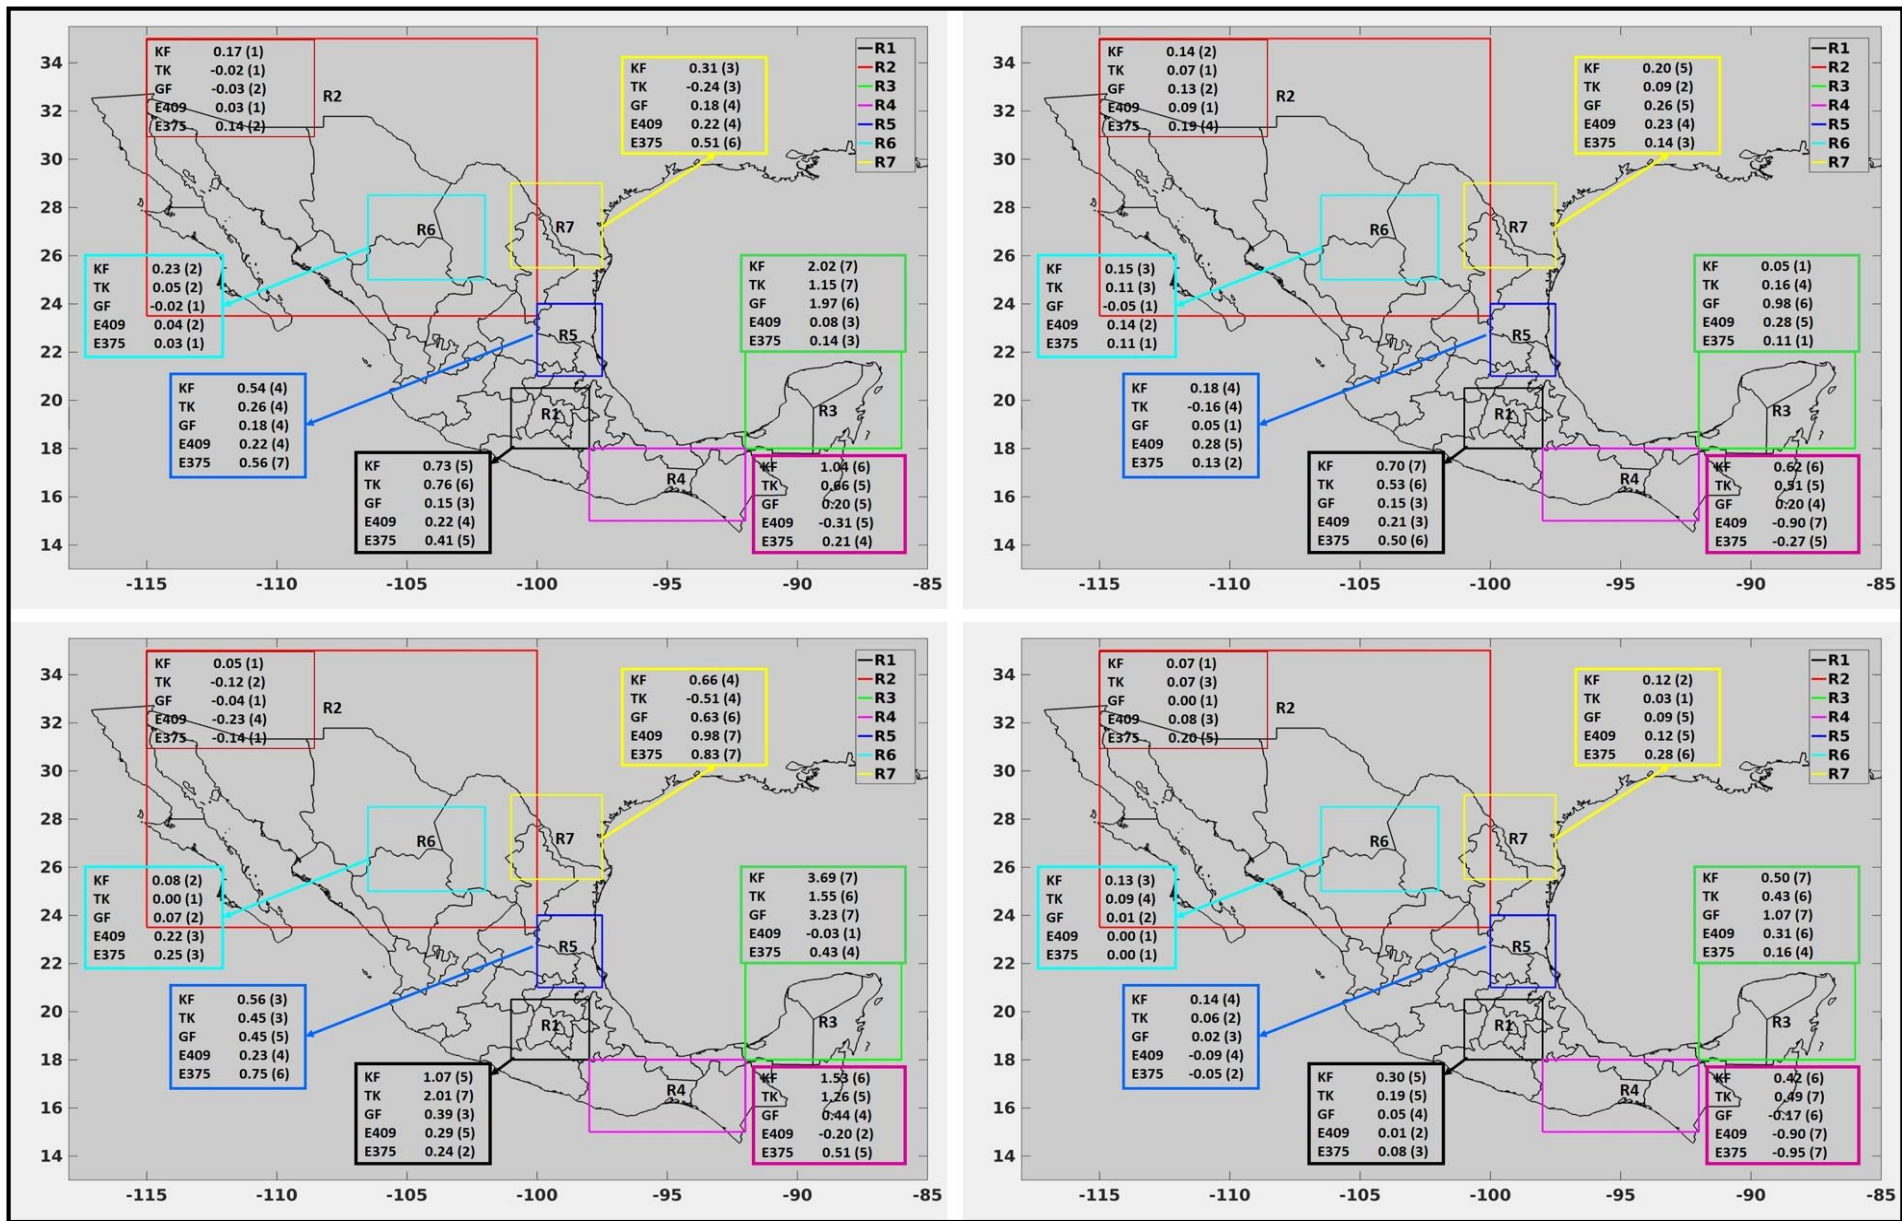 34
32
30
28
26
24
22
20
18
16
14
-115
-110
-105
-100
-95
-90
-85
KF 0.17 (1)
TK -0.02 (1)
GF -0.03 (2)
E409 0.03 (1)
E375 0.14 (2)
R2
KF 0.31 (3)
TK -0.24 (3)
GF 0.18 (4)
E409 0.22 (4)
E375 0.51 (6)
R1
R2
R3
R4
R5
R6
R7
R6
R7
KF 0.23 (2)
TK 0.05 (2)
GF -0.02 (1)
E409 0.04 (2)
E375 0.03 (1)
KF 2.02 (7)
TK 1.15 (7)
GF 1.97 (6)
E409 0.08 (3)
E375 0.14 (3)
R5
KF 0.54 (4)
TK 0.26 (4)
GF 0.18 (4)
E409 0.22 (4)
E375 0.56 (7)
R1
R3
KF 0.73 (5)
TK 0.76 (6)
GF 0.15 (3)
E409 0.22 (4)
E375 0.41 (5)
R4
KF 1.04 (6)
TK 0.66 (5)
GF 0.20 (5)
E409 -0.31 (5)
E375 0.21 (4)
34
32
30
28
26
24
22
20
18
16
14
-115
-110
-105
-100
-95
-90
-85
KF 0.14 (2)
TK 0.07 (1)
GF 0.13 (2)
E409 0.09 (1)
E375 0.19 (4)
R2
KF 0.20 (5)
TK 0.09 (2)
GF 0.26 (5)
E409 0.23 (4)
E375 0.14 (3)
R1
R2
R3
R4
R5
R6
R7
R6
R7
KF 0.15 (3)
TK 0.11 (3)
GF -0.05 (1)
E409 0.14 (2)
E375 0.11 (1)
KF 0.05 (1)
TK 0.16 (4)
GF 0.98 (6)
E409 0.28 (5)
E375 0.11 (1)
R5
KF 0.18 (4)
TK -0.16 (4)
GF 0.05 (1)
E409 0.28 (5)
E375 0.13 (2)
R1
R3
KF 0.70 (7)
TK 0.53 (6)
GF 0.15 (3)
E409 0.21 (3)
E375 0.50 (6)
R4
KF 0.62 (6)
TK 0.51 (5)
GF 0.20 (4)
E409 -0.90 (7)
E375 -0.27 (5)
34
32
30
28
26
24
22
20
18
16
14
-115
-110
-105
-100
-95
-90
-85
KF 0.05 (1)
TK -0.12 (2)
GF -0.04 (1)
E409 -0.23 (4)
E375 -0.14 (1)
R2
KF 0.66 (4)
TK -0.51 (4)
GF 0.63 (6)
E409 0.98 (7)
E375 0.83 (7)
R1
R2
R3
R4
R5
R6
R7
R6
R7
KF 0.08 (2)
TK 0.00 (1)
GF 0.07 (2)
E409 0.22 (3)
E375 0.25 (3)
KF 3.69 (7)
TK 1.55 (6)
GF 3.23 (7)
E409 -0.03 (1)
E375 0.43 (4)
R5
KF 0.56 (3)
TK 0.45 (3)
GF 0.45 (5)
E409 0.23 (4)
E375 0.75 (6)
R1
R3
KF 1.07 (5)
TK 2.01 (7)
GF 0.39 (3)
E409 0.29 (5)
E375 0.24 (2)
R4
KF 1.53 (6)
TK 1.26 (5)
GF 0.44 (4)
E409 -0.20 (2)
E375 0.51 (5)
34
32
30
28
26
24
22
20
18
16
14
-115
-110
-105
-100
-95
-90
-85
KF 0.07 (1)
TK 0.07 (3)
GF 0.00 (1)
E409 0.08 (3)
E375 0.20 (5)
R2
KF 0.12 (2)
TK 0.03 (1)
GF 0.09 (5)
E409 0.12 (5)
E375 0.28 (6)
R1
R2
R3
R4
R5
R6
R7
R6
R7
KF 0.13 (3)
TK 0.09 (4)
GF 0.01 (2)
E409 0.00 (1)
E375 0.00 (1)
KF 0.50 (7)
TK 0.43 (6)
GF 1.07 (7)
E409 0.31 (6)
E375 0.16 (4)
R5
KF 0.14 (4)
TK 0.06 (2)
GF 0.02 (3)
E409 -0.09 (4)
E375 -0.05 (2)
R1
R3
KF 0.30 (5)
TK 0.19 (5)
GF 0.05 (4)
E409 0.01 (2)
E375 0.08 (3)
R4
KF 0.42 (6)
TK 0.49 (7)
GF -0.17 (6)
E409 -0.90 (7)
E375 -0.95 (7)